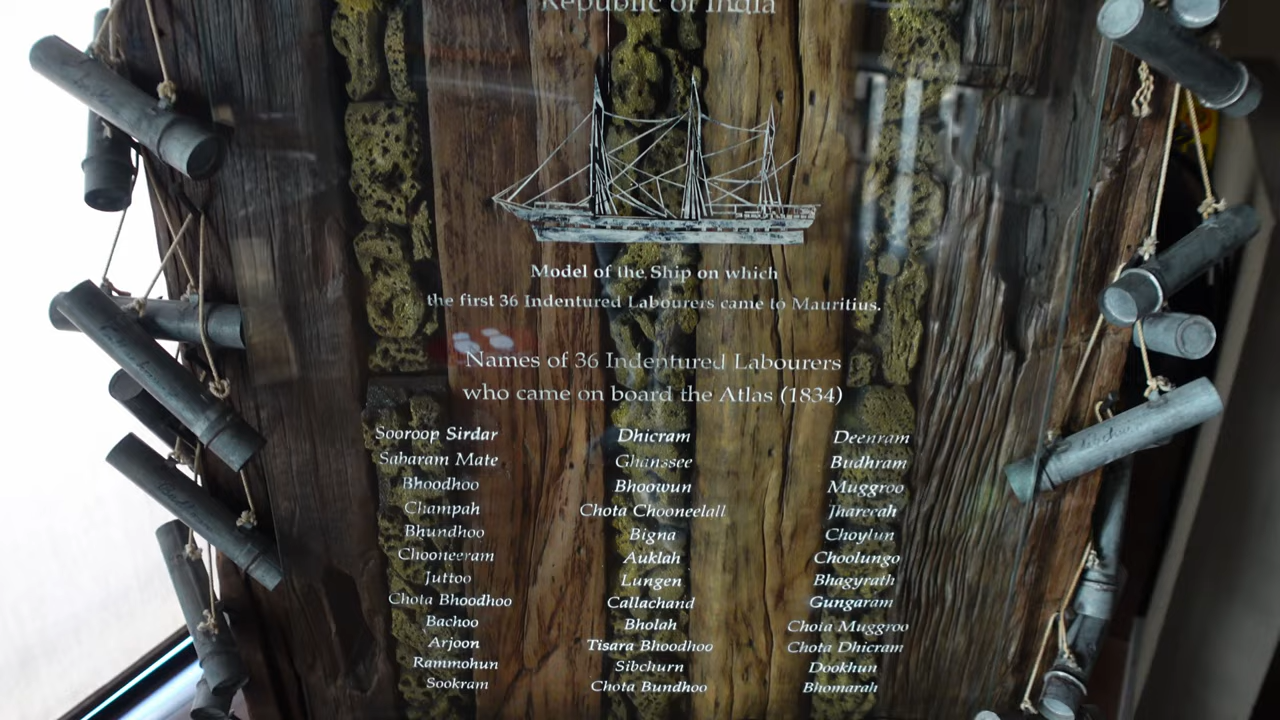 Republic of India
Model of the Ship on which
the first 36 Indentured Labourers came to Mauritius.
Names of 36 Indentured Labourers
who came on board the Atlas (1834)
Sooroop Sirdar Dhicram Deenram
Sabaram Mate Ghanssee Budhram
Bhoodhoo Bhoowun Muggroo
Champah Chota Chooneelall Jhareeah
Bhundhoo Bigna Choylun
Chooneeram Auklah Choolungo
Juttoo Lungen Bhagyrath
Chota Bhoodhoo Callachand Gungaram
Bachoo Bholah Chota Muggroo
Arjoon Tisara Bhoodhoo Chota Dhicram
Rammohun Sibchurn Dookhun
Sookram Chota Bundhoo Bhomarah